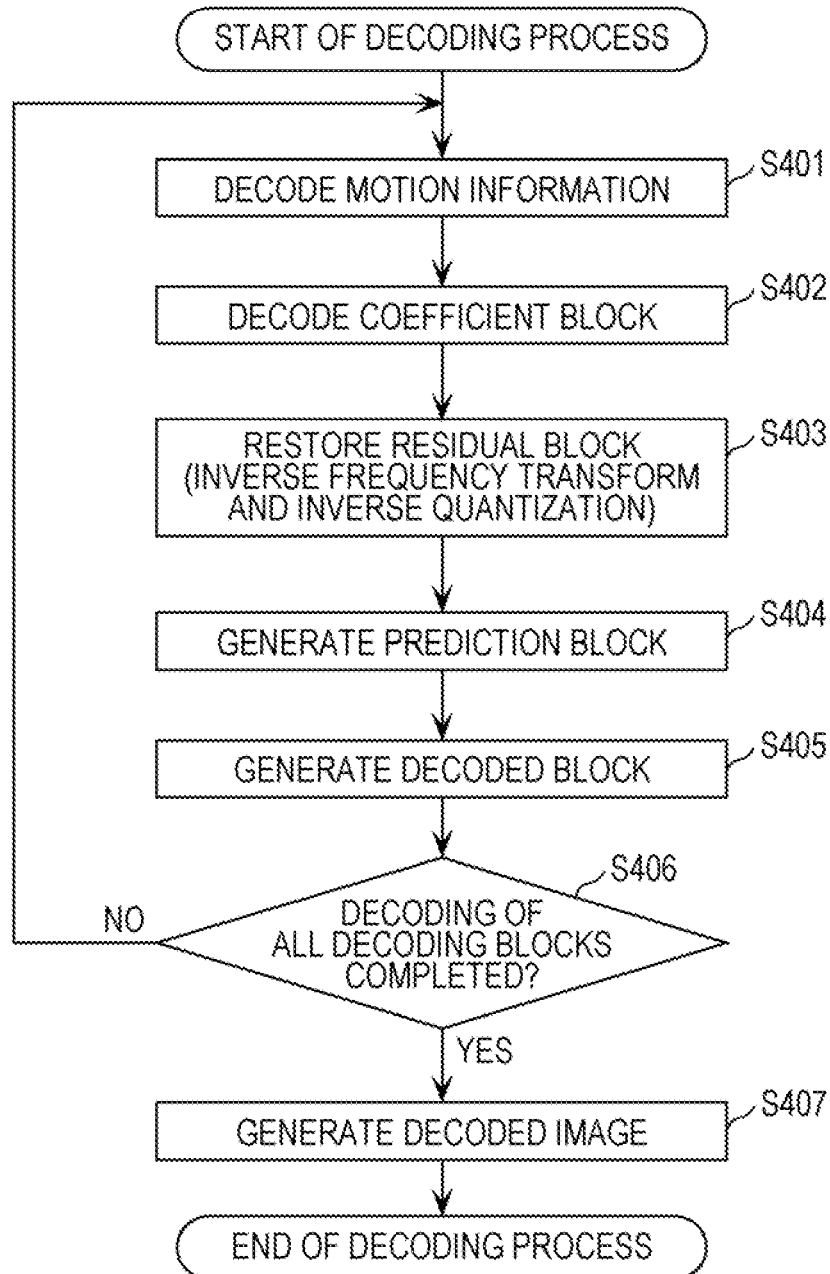 START OF DECODING PROCESS
S401
DECODE MOTION INFORMATION
S402
DECODE COEFFICIENT BLOCK
S403
RESTORE RESIDUAL BLOCK
(INVERSE FREQUENCY TRANSFORM
AND INVERSE QUANTIZATION)
S404
GENERATE PREDICTION BLOCK
S405
GENERATE DECODED BLOCK
S406
NO
DECODING OF
ALL DECODING BLOCKS
COMPLETED?
YES
S407
GENERATE DECODED IMAGE
END OF DECODING PROCESS